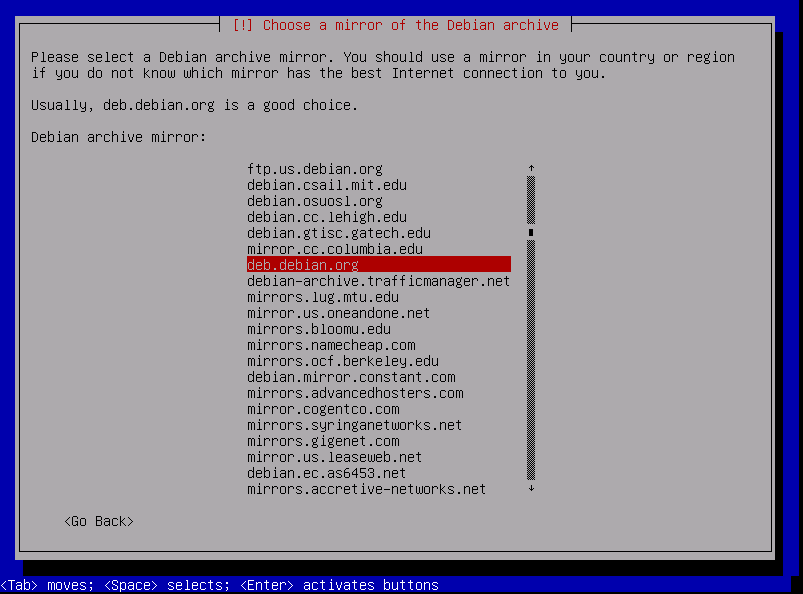 [!] Choose a mirror of the Debian archive
Please select a Debian archive mirror. You should use a mirror in your country or region
if you do not know which mirror has the best Internet connection to you.
Usually, deb.debian.org is a good choice.
Debian archive mirror:
ftp.us.debian.org
debian.csail.mit.edu
debian.osuosl.org
debian.cc.lehigh.edu
debian.gtisc.gatech.edu
mirror.cc.columbia.edu
deb.debian.org
debian-archive.trafficmanager.net
mirrors.lug.mtu.edu
mirror.us.oneandone.net
mirrors.bloomu.edu
mirrors.namecheap.com
mirrors.ocf.berkeley.edu
debian.mirror.constant.com
mirrors.advancedhosters.com
mirror.cogentco.com
mirrors.syringanetworks.net
mirrors.gigenet.com
mirror.us.leaseweb.net
debian.ec.as6453.net
mirrors.accretive-networks.net
<Go Back>
<Tab> moves; <Space> selects; <Enter> activates buttons